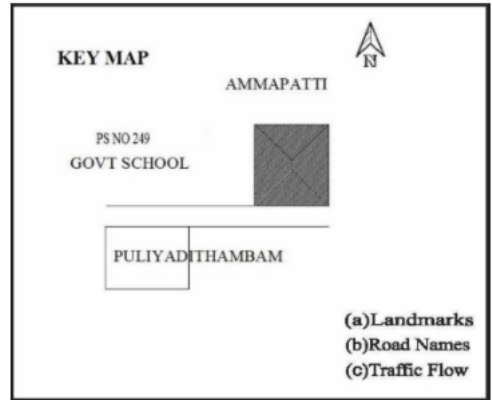 KEY MAP
N
AMMAPATTI
PS NO 249
GOVT SCHOOL
PULIYADITHAMBAM
(a)Landmarks
(b)Road Names
(c)Traffic Flow